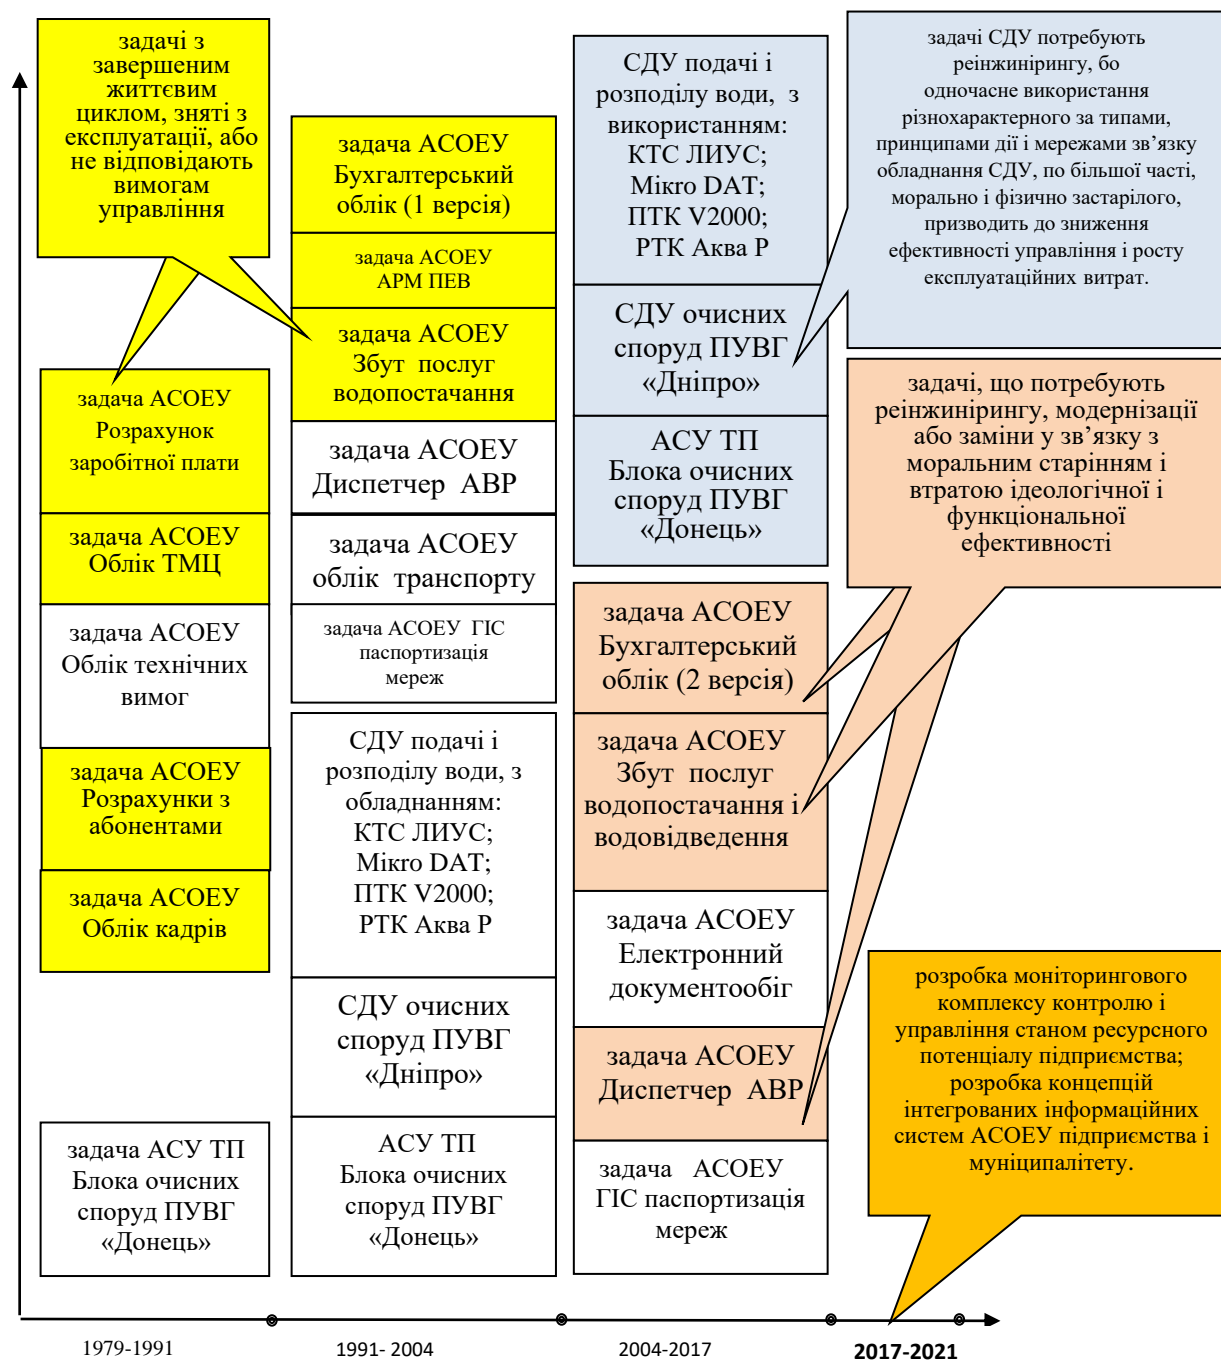 задачі з
завершеним
життєвим
циклом, зняті з
експлуатації, або
не відповідають
вимогам
управління
задача АСОЕУ
Розрахунок
заробітної плати
задача АСОЕУ
Облік ТМЦ
задача АСОЕУ
Облік технічних
вимог
задача АСОЕУ
Розрахунки з
абонентами
задача АСОЕУ
Облік кадрів
задача АСУ ТП
Блока очисних
споруд ПУВГ
«Донець»
задача АСОЕУ
Бухгалтерський
облік (1 версія)
задача АСОЕУ
АРМ ПЕВ
задача АСОЕУ
Збут послуг
водопостачання
задача АСОЕУ
Диспетчер АВР
задача АСОЕУ
облік транспорту
задача АСОЕУ ГІС
паспортизація
мереж
СДУ подачі і
розподілу води, з
обладнанням:
КТС ЛИУС;
Мікро DAT;
ПТК V2000;
РТК Аква Р
СДУ очисних
споруд ПУВГ
«Дніпро»
АСУ ТП
Блока очисних
споруд ПУВГ
«Донець»
СДУ подачі і
розподілу води, з
використанням:
КТС ЛИУС;
Мікро DAT;
ПТК V2000;
РТК Аква Р
СДУ очисних
споруд ПУВГ
«Дніпро»
АСУ ТП
Блока очисних
споруд ПУВГ
«Донець»
задача АСОЕУ
Бухгалтерський
облік (2 версія)
задача АСОЕУ
Збут послуг
водопостачання і
водовідведення
задача АСОЕУ
Електронний
документообіг
задача АСОЕУ
Диспетчер АВР
задача АСОЕУ
ГІС паспортизація
мереж
задачі СДУ потребують
реінжинірингу, бо
одночасне використання
різнохарактерного за типами,
принципами дії і мережами зв’язку
обладнання СДУ, по більшої часті,
морально і фізично застарілого,
призводить до зниження
ефективності управління і росту
експлуатаційних витрат.
задачі, що потребують
реінжинірингу, модернізації
або заміни у зв’язку з
моральним старінням і
втратою ідеологічної і
функціональної
ефективності
розробка моніторингового
комплексу контролю і
управління станом ресурсного
потенціалу підприємства;
розробка концепцій
інтегрованих інформаційних
систем АСОЕУ підприємства і
муніципалітету.
1979-1991
1991- 2004
2004-2017
2017-2021